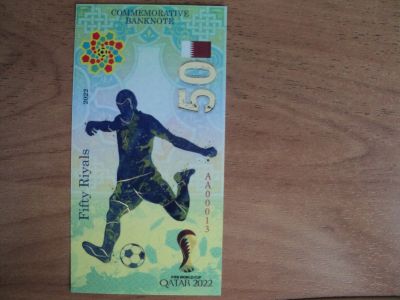 COMMEMORATIVE
BANKNOTE
50
2022
Fifty Riyals
AA00013
FIFA WORLD CUP
QATAR 2022